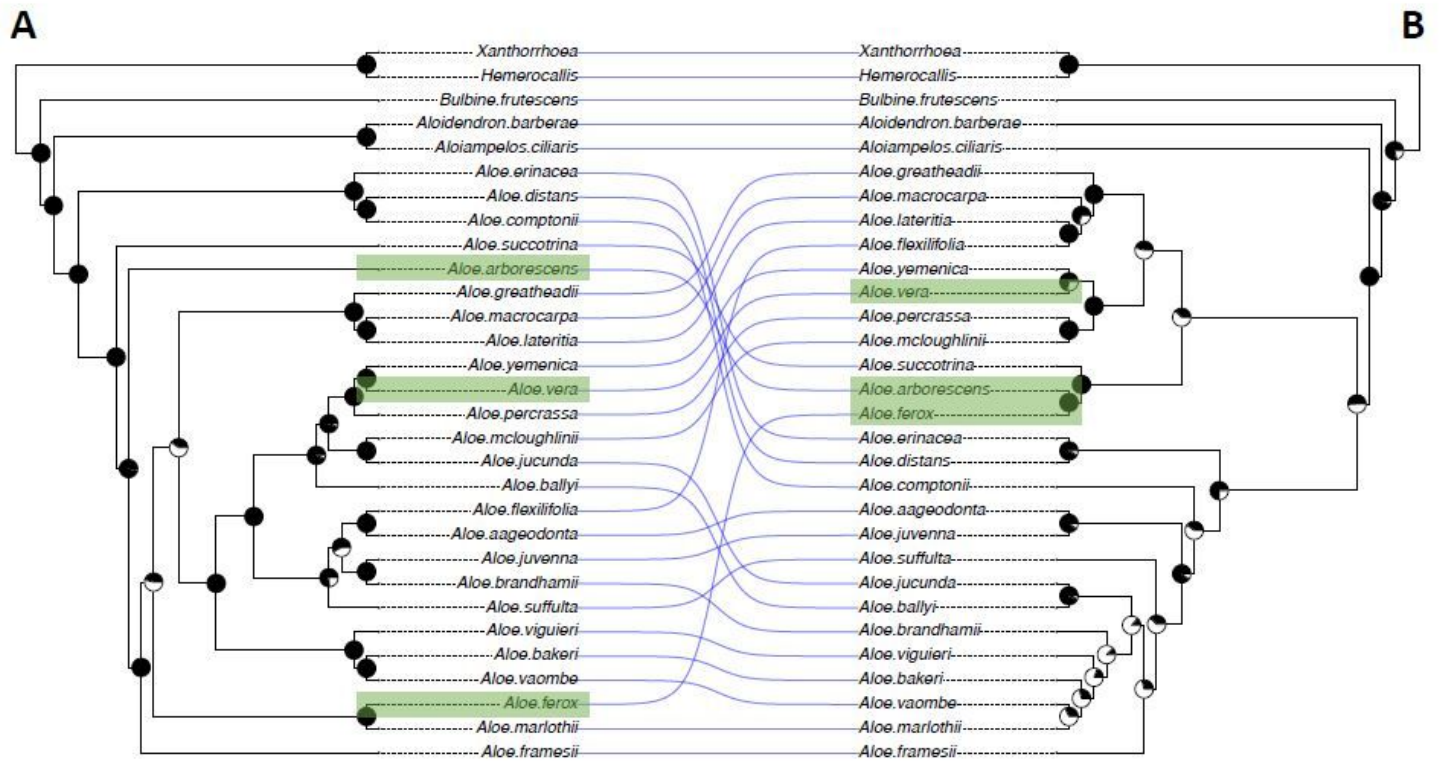 A B
Xanthorrhoea Xanthorrhoea
Hemerocallis Hemerocallis
Bulbine.frutescens Bulbine.frutescens
Aloidendron.barberae Aloidendron.barberae
Aloiampelos.ciliaris Aloiampelos.ciliaris
Aloe.erinacea Aloe.greatheadii
Aloe.distans Aloe.macrocarpa
Aloe.comptonii Aloe.lateritia
Aloe.succotrina Aloe.flexilifolia
Aloe.arborescens Aloe.yemenica
Aloe.greatheadii Aloe.vera
Aloe.macrocarpa Aloe.percrassa
Aloe.lateritia Aloe.mcloughlinii
Aloe.yemenica Aloe.succotrina
Aloe.vera Aloe.arborescens
Aloe.percrassa Aloe.ferox
Aloe.mcloughlinii Aloe.erinacea
Aloe.jucunda Aloe.distans
Aloe.ballyi Aloe.comptonii
Aloe.flexilifolia Aloe.aageodonta
Aloe.aageodonta Aloe.juvenna
Aloe.juvenna Aloe.suffulta
Aloe.brandhamii Aloe.jucunda
Aloe.suffulta Aloe.ballyi
Aloe.viguieri Aloe.brandhamii
Aloe.bakeri Aloe.viguieri
Aloe.vaombe Aloe.bakeri
Aloe.ferox Aloe.vaombe
Aloe.marlothii Aloe.marlothii
Aloe.framesii Aloe.framesii